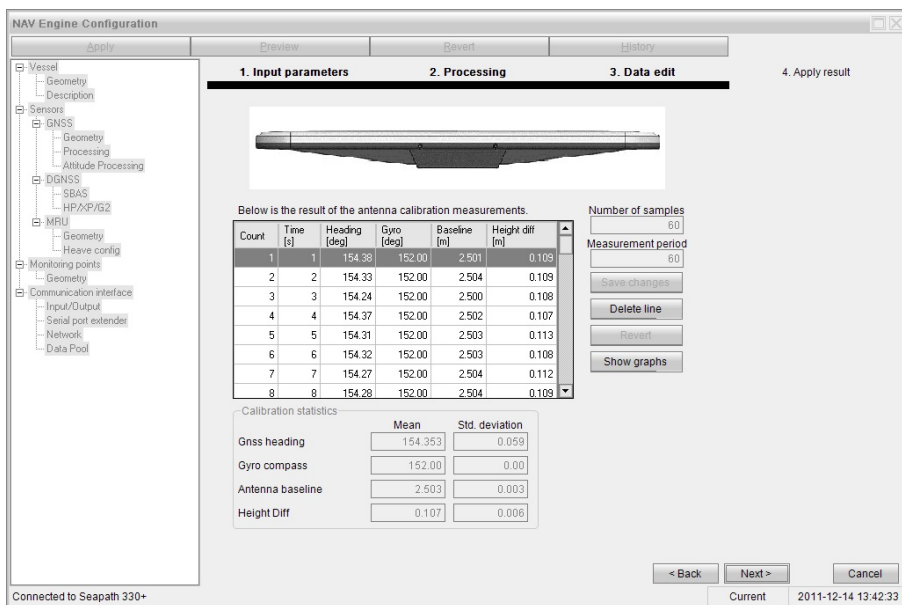 NAV Engine Configuration
Apply Preview Revert History
Vessel
Geometry
Description
Sensors
GNSS
Geometry
Processing
Attitude Processing
DGNSS
SBAS
HP/XP/G2
MRU
Geometry
Heave config
Monitoring points
Geometry
Communication interface
Input/Output
Serial port extender
Network
Data Pool
1. Input parameters 2. Processing 3. Data edit 4. Apply result
Below is the result of the antenna calibration measurements.
Count Time [s] Heading [deg] Gyro [deg] Baseline [m] Height diff [m]
1 1 154.38 152.00 2.501 0.109
2 2 154.33 152.00 2.504 0.109
3 3 154.24 152.00 2.500 0.108
4 4 154.37 152.00 2.502 0.107
5 5 154.31 152.00 2.503 0.113
6 6 154.32 152.00 2.503 0.108
7 7 154.27 152.00 2.504 0.112
8 8 154.28 152.00 2.504 0.109
Number of samples
60
Measurement period
60
Save changes
Delete line
Revert
Show graphs
Calibration statistics
Mean Std. deviation
Gnss heading 154.353 0.059
Gyro compass 152.00 0.00
Antenna baseline 2.503 0.003
Height Diff 0.107 0.006
< Back Next > Cancel
Connected to Seapath 330+ Current 2011-12-14 13:42:33